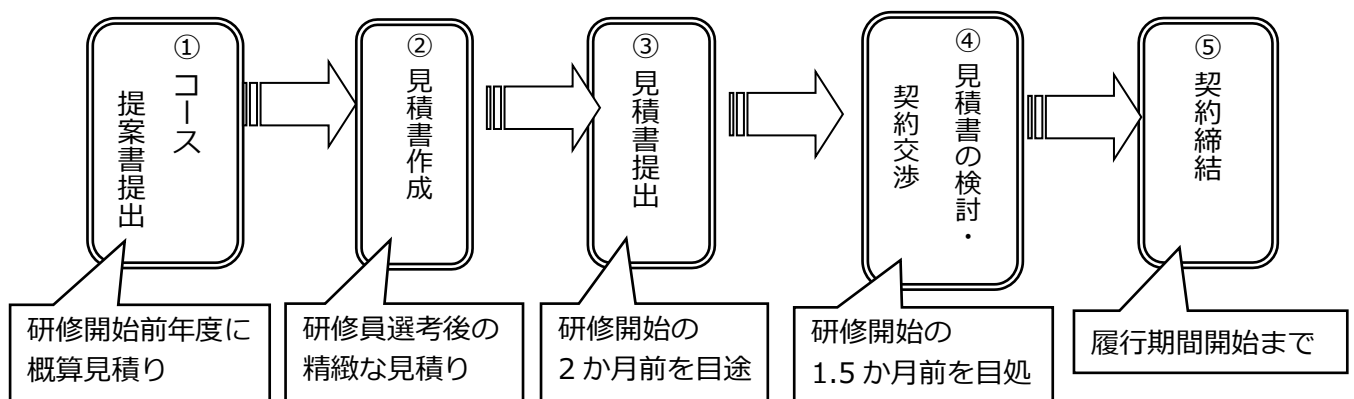 ① コース
提案書提出
② 見積書作成
③ 見積書提出
④ 見積書の検討・
契約交渉
⑤ 契約締結
研修開始前年度に
概算見積り
研修員選考後の
精緻な見積り
研修開始の
2 か月前を目途
研修開始の
1.5 か月前を目処
履行期間開始まで